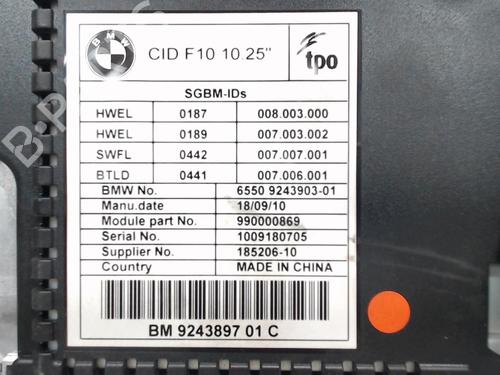 BMW
CID F10 10.25"
tpo
SGBM-IDs
HWEL 0187 008.003.000
HWEL 0189 007.003.002
SWFL 0442 007.007.001
BTLD 0441 007.006.001
BMW No. 6550 9243903-01
Manu.date 18/09/10
Module part No. 990000869
Serial No. 1009180705
Supplier No. 185206-10
Country MADE IN CHINA
BM 9243897 01 C